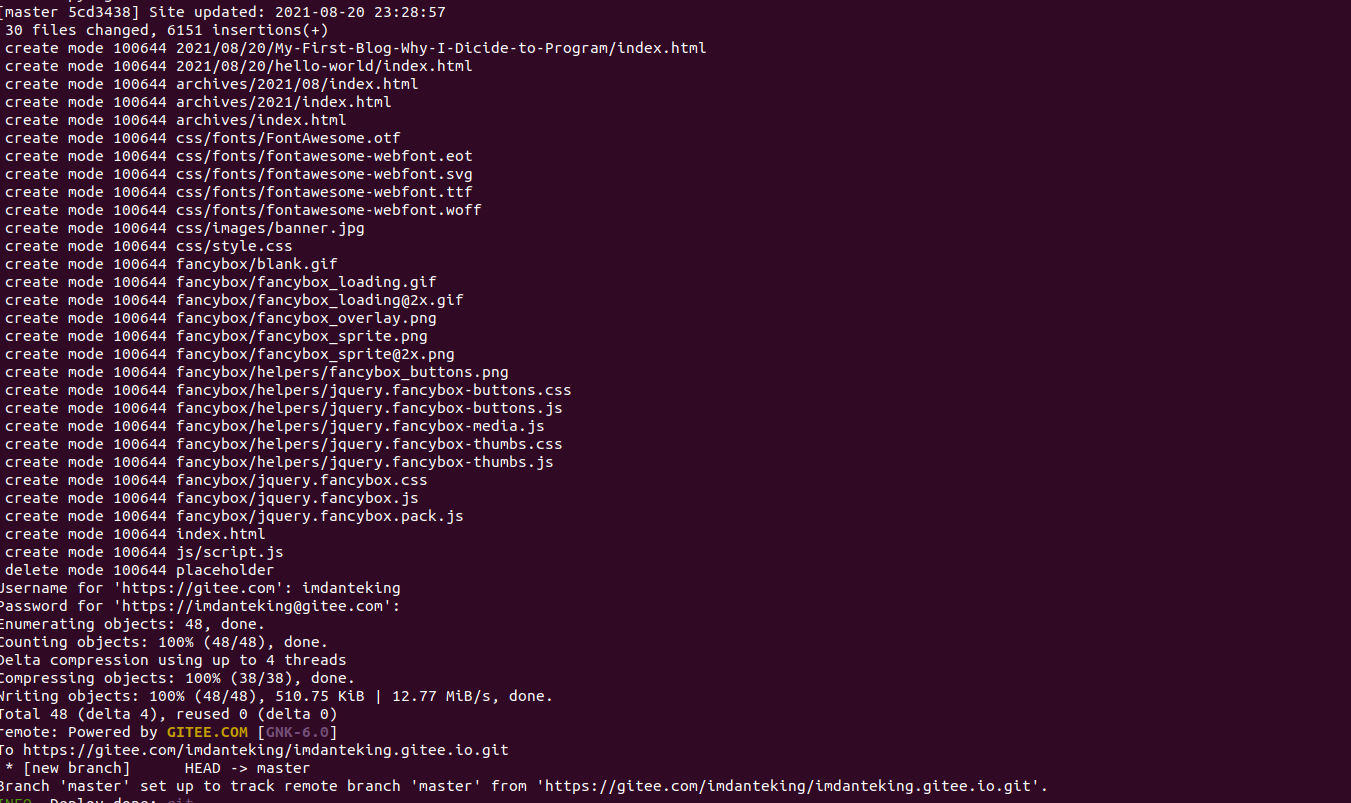 [master 5cd3438] Site updated: 2021-08-20 23:28:57
30 files changed, 6151 insertions(+)
create mode 100644 2021/08/20/My-First-Blog-Why-I-Dicide-to-Program/index.html
create mode 100644 2021/08/20/hello-world/index.html
create mode 100644 archives/2021/08/index.html
create mode 100644 archives/2021/index.html
create mode 100644 archives/index.html
create mode 100644 css/fonts/FontAwesome.otf
create mode 100644 css/fonts/fontawesome-webfont.eot
create mode 100644 css/fonts/fontawesome-webfont.svg
create mode 100644 css/fonts/fontawesome-webfont.ttf
create mode 100644 css/fonts/fontawesome-webfont.woff
create mode 100644 css/images/banner.jpg
create mode 100644 css/style.css
create mode 100644 fancybox/blank.gif
create mode 100644 fancybox/fancybox_loading.gif
create mode 100644 fancybox/fancybox_loading@2x.gif
create mode 100644 fancybox/fancybox_overlay.png
create mode 100644 fancybox/fancybox_sprite.png
create mode 100644 fancybox/fancybox_sprite@2x.png
create mode 100644 fancybox/helpers/fancybox_buttons.png
create mode 100644 fancybox/helpers/jquery.fancybox-buttons.css
create mode 100644 fancybox/helpers/jquery.fancybox-buttons.js
create mode 100644 fancybox/helpers/jquery.fancybox-media.js
create mode 100644 fancybox/helpers/jquery.fancybox-thumbs.css
create mode 100644 fancybox/helpers/jquery.fancybox-thumbs.js
create mode 100644 fancybox/jquery.fancybox.css
create mode 100644 fancybox/jquery.fancybox.js
create mode 100644 fancybox/jquery.fancybox.pack.js
create mode 100644 index.html
create mode 100644 js/script.js
delete mode 100644 placeholder
Username for 'https://gitee.com': imdanteking
Password for 'https://imdanteking@gitee.com':
Enumerating objects: 48, done.
Counting objects: 100% (48/48), done.
Delta compression using up to 4 threads
Compressing objects: 100% (38/38), done.
Writing objects: 100% (48/48), 510.75 KiB | 12.77 MiB/s, done.
Total 48 (delta 4), reused 0 (delta 0)
remote: Powered by GITEE.COM [GNK-6.0]
To https://gitee.com/imdanteking/imdanteking.gitee.io.git
* [new branch]      HEAD -> master
Branch 'master' set up to track remote branch 'master' from 'https://gitee.com/imdanteking/imdanteking.gitee.io.git'.
INFO  Deploy done: git